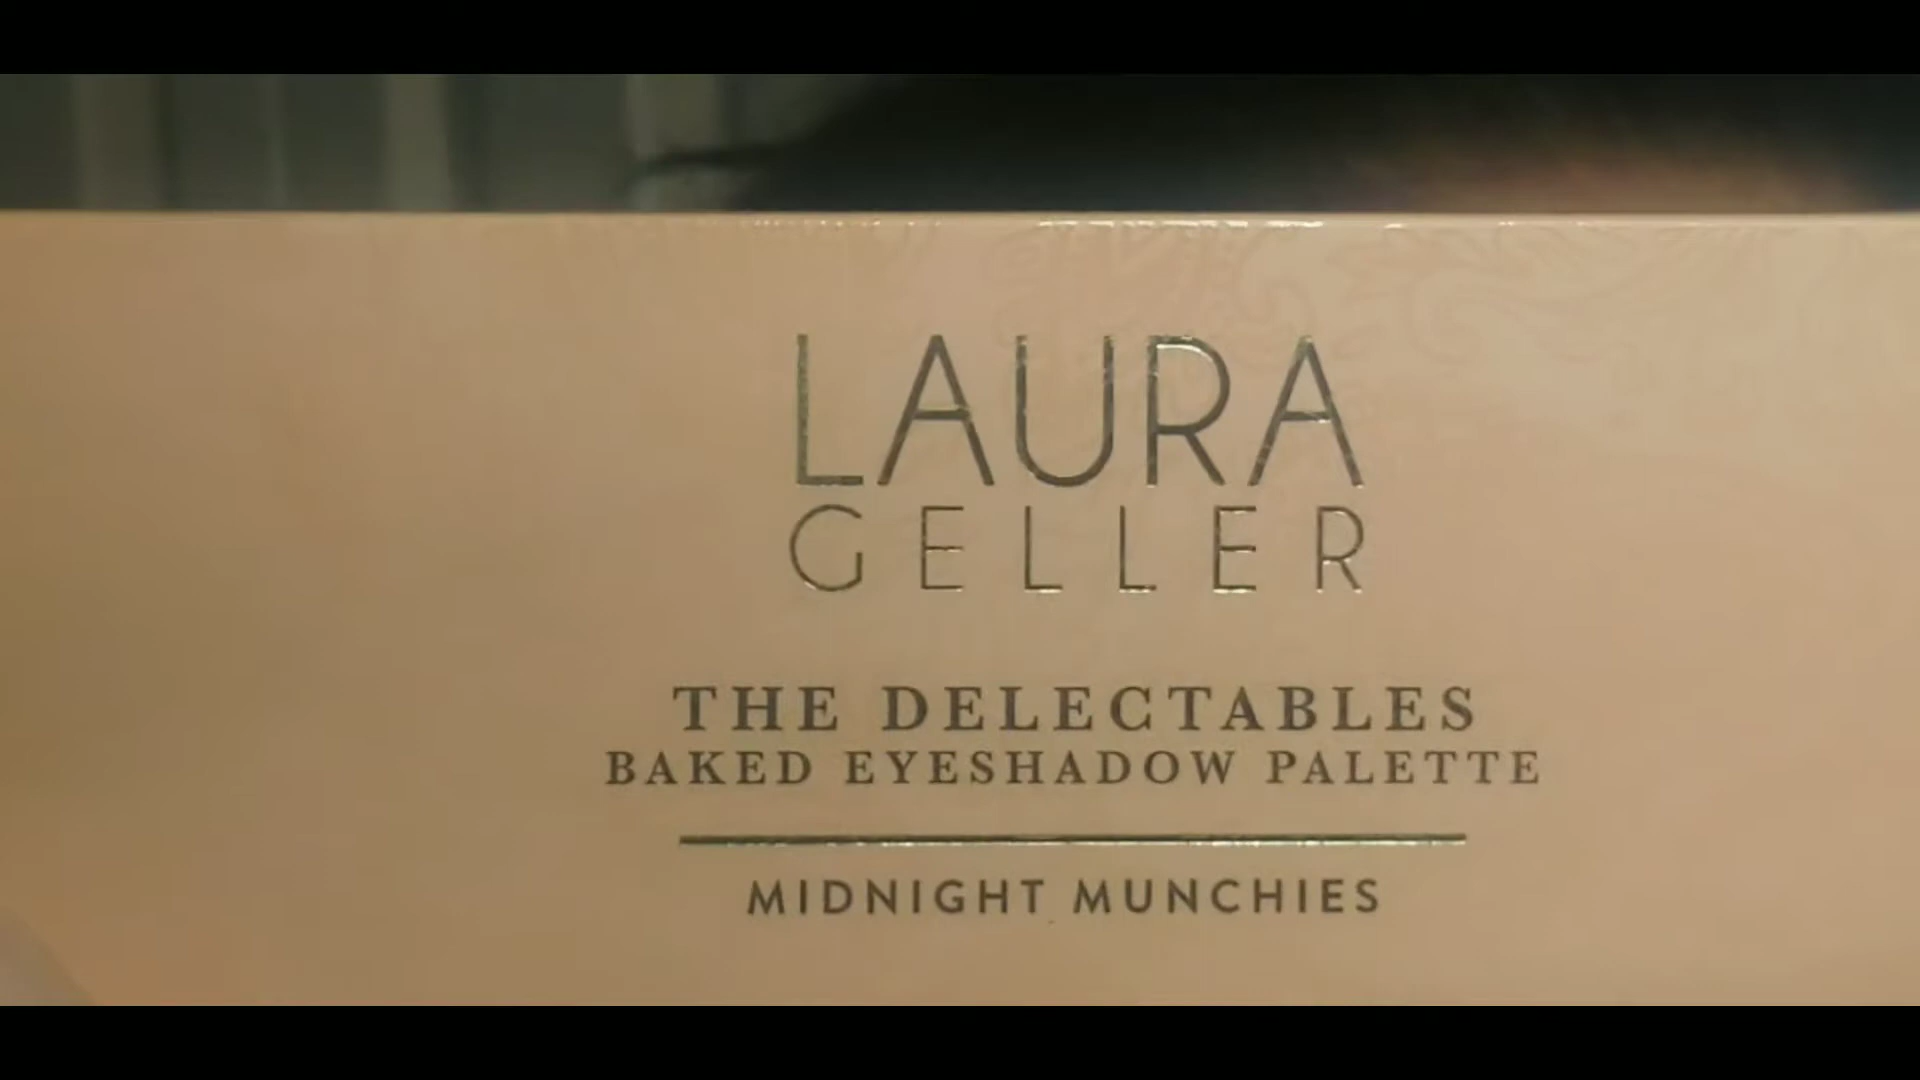 LAURA
GELLER
THE DELECTABLES
BAKED EYESHADOW PALETTE
MIDNIGHT MUNCHIES